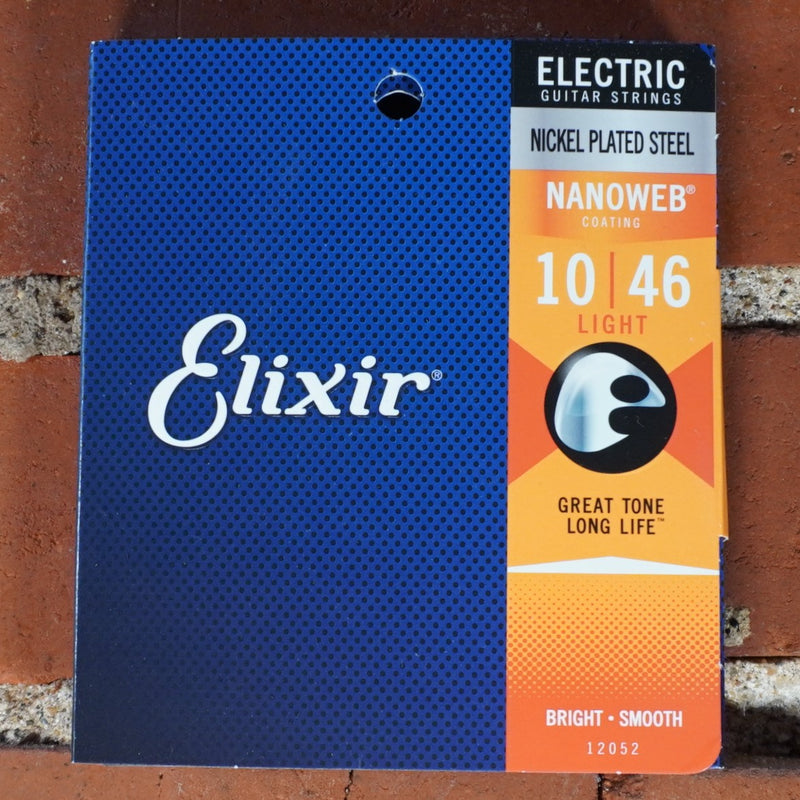 Elixir®
ELECTRIC
GUITAR STRINGS
NICKEL PLATED STEEL
NANOWEB®
COATING
10 | 46
LIGHT
GREAT TONE
LONG LIFE™
BRIGHT • SMOOTH
12052